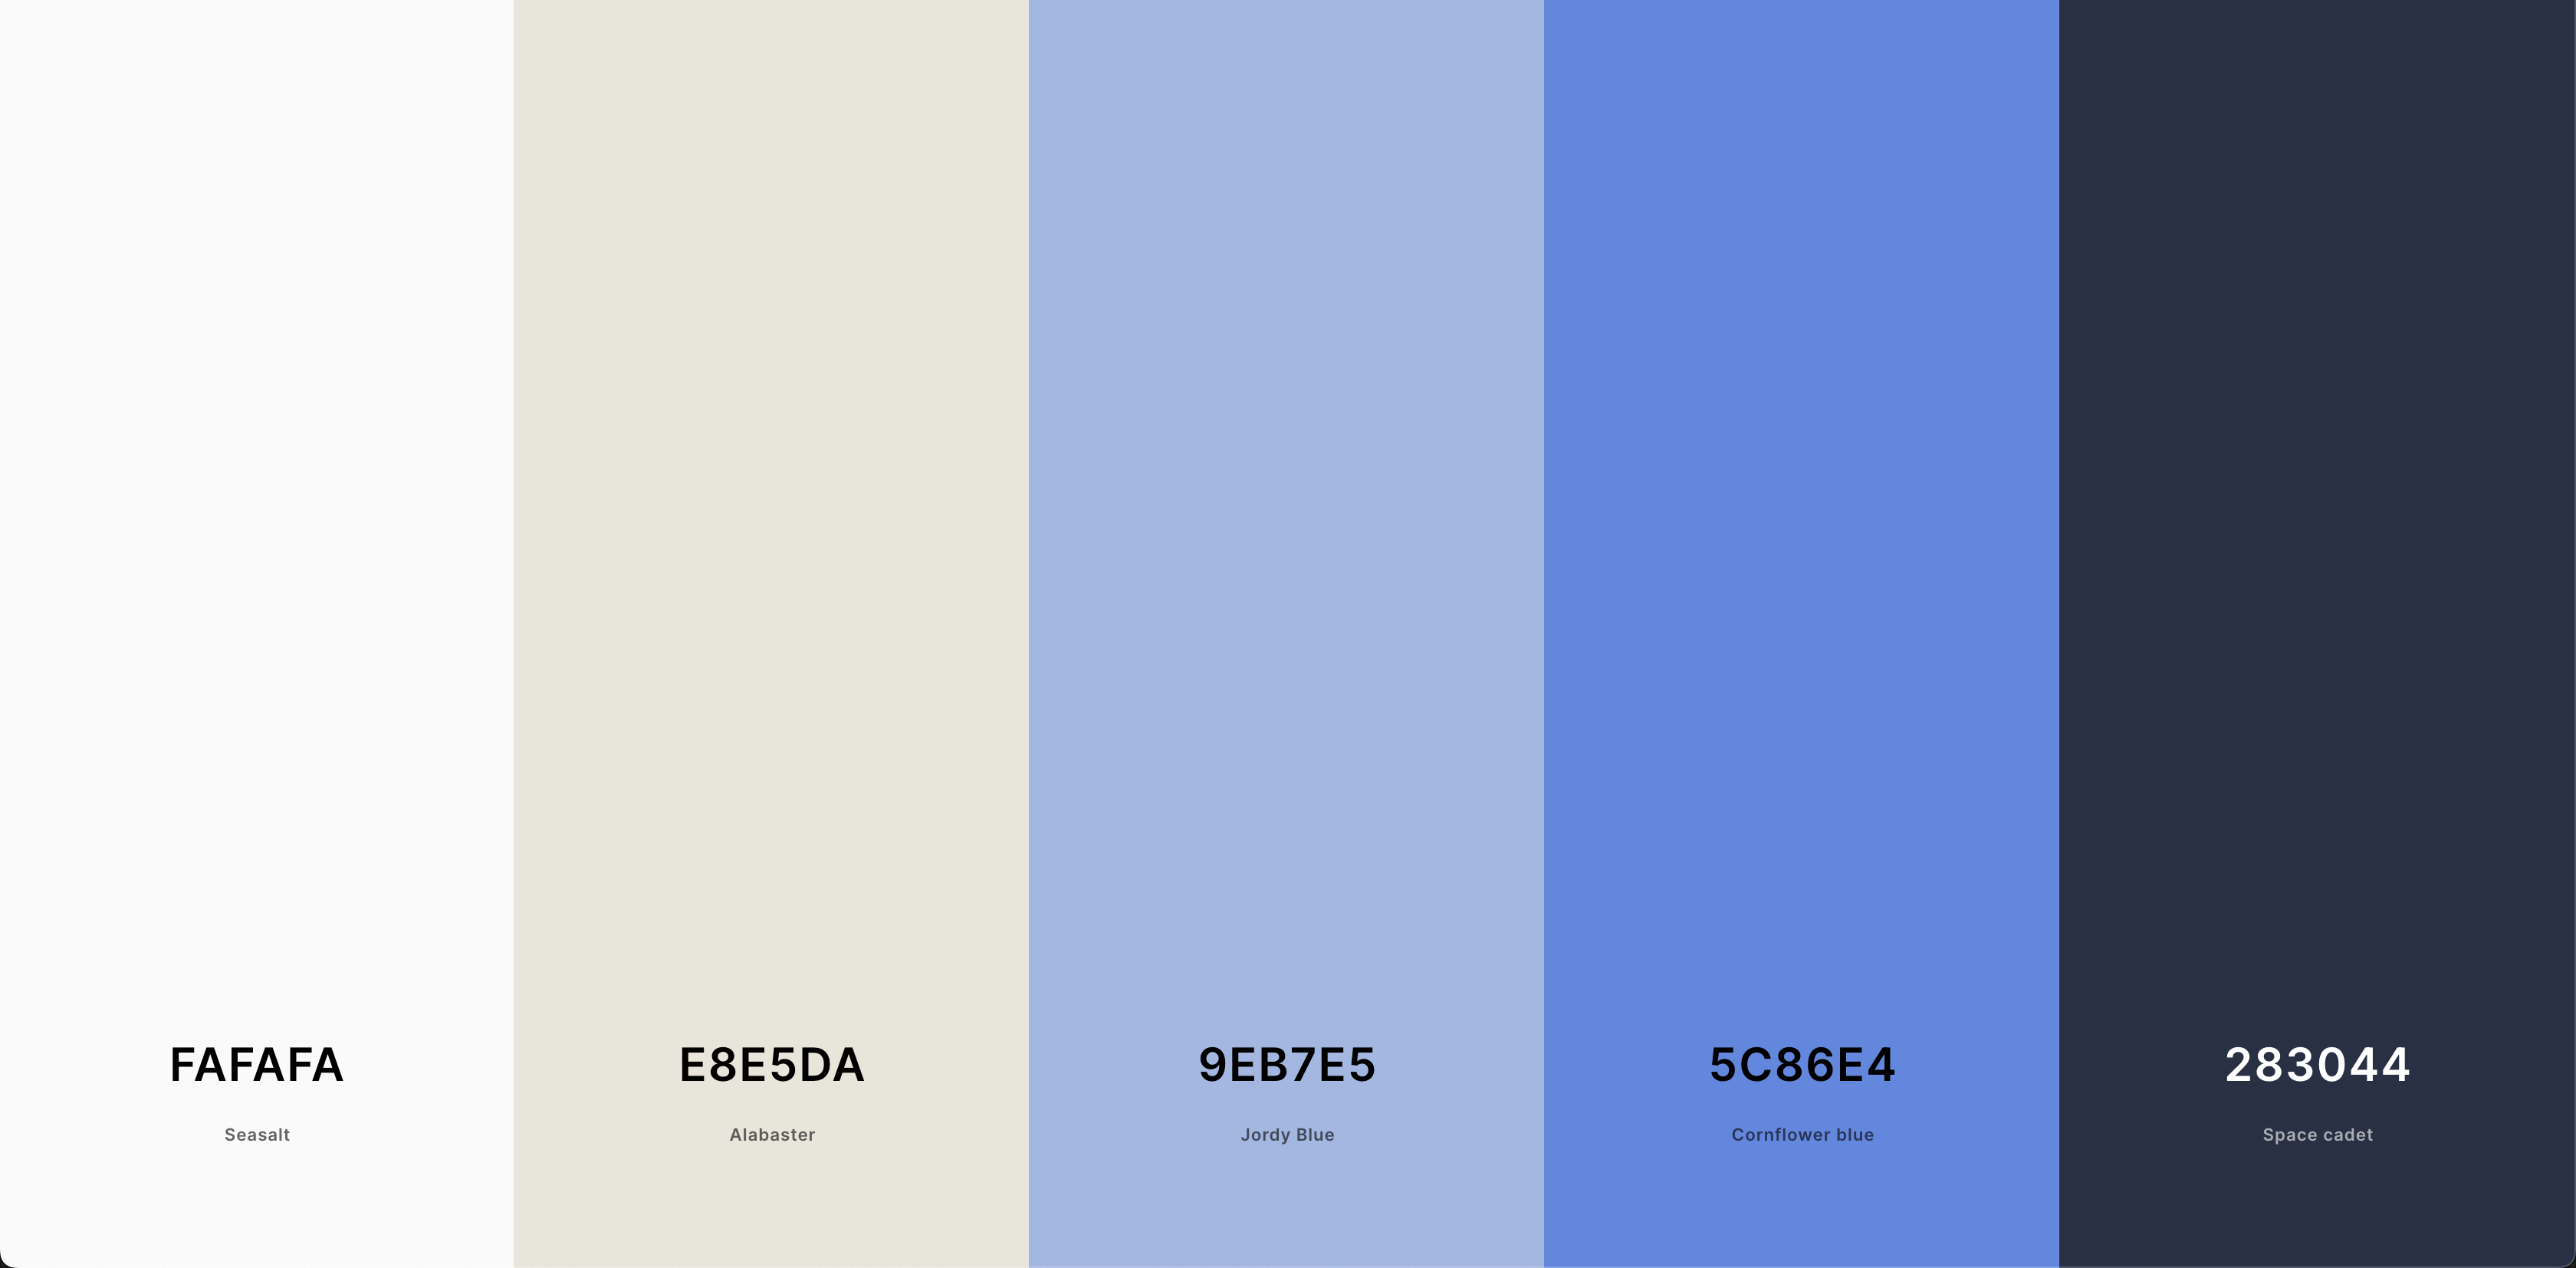 FAFAFA
Seasalt
E8E5DA
Alabaster
9EB7E5
Jordy Blue
5C86E4
Cornflower blue
283044
Space cadet